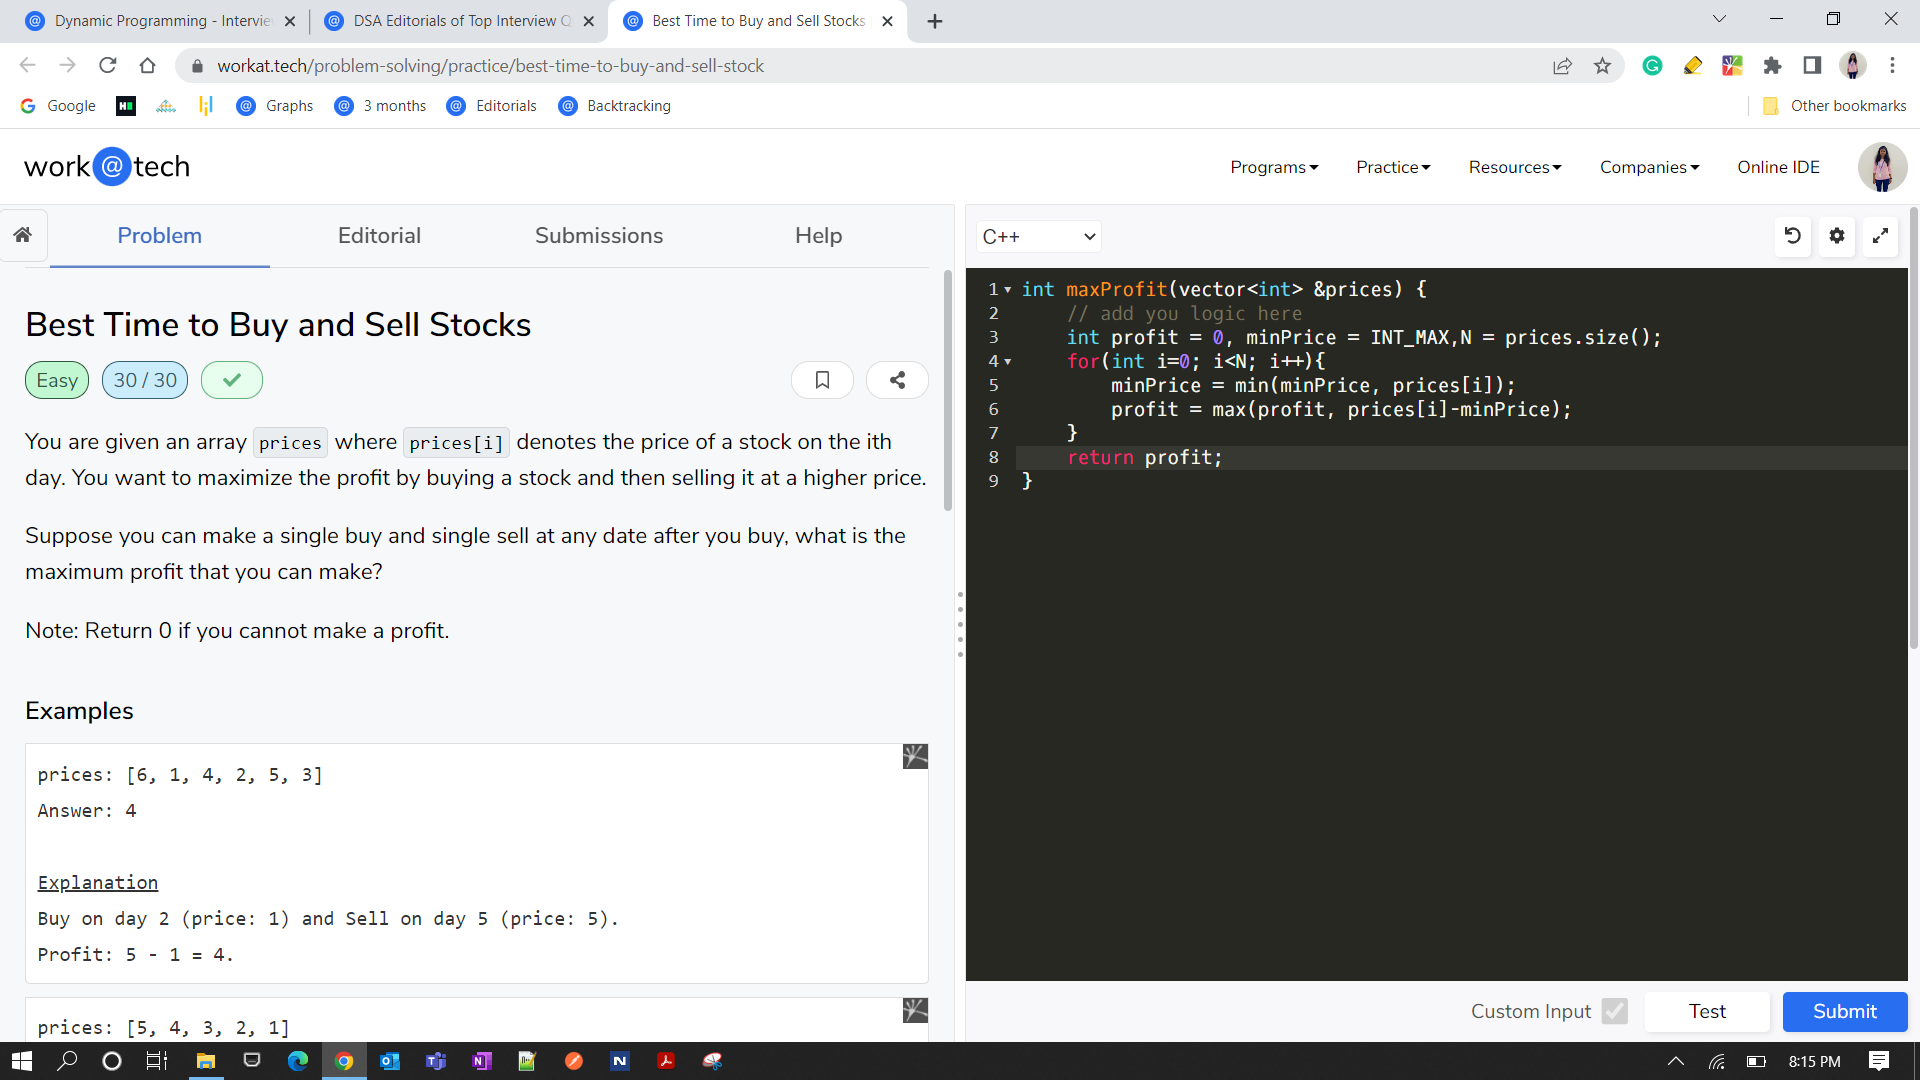 Dynamic Programming - Intervie
DSA Editorials of Top Interview Q
Best Time to Buy and Sell Stocks
workat.tech/problem-solving/practice/best-time-to-buy-and-sell-stock
Google
Graphs
3 months
Editorials
Backtracking
Other bookmarks
work@tech
Programs
Practice
Resources
Companies
Online IDE
Problem
Editorial
Submissions
Help
C++
Best Time to Buy and Sell Stocks
Easy
30 / 30
You are given an array prices where prices[i] denotes the price of a stock on the ith
day. You want to maximize the profit by buying a stock and then selling it at a higher price.
Suppose you can make a single buy and single sell at any date after you buy, what is the
maximum profit that you can make?
Note: Return 0 if you cannot make a profit.
Examples
prices: [6, 1, 4, 2, 5, 3]
Answer: 4
Explanation
Buy on day 2 (price: 1) and Sell on day 5 (price: 5).
Profit: 5 - 1 = 4.
prices: [5, 4, 3, 2, 1]
1 int maxProfit(vector<int> &prices) {
2 // add you logic here
3 int profit = 0, minPrice = INT_MAX,N = prices.size();
4 for(int i=0; i<N; i++){
5 minPrice = min(minPrice, prices[i]);
6 profit = max(profit, prices[i]-minPrice);
7 }
8 return profit;
9 }
Custom Input
Test
Submit
8:15 PM